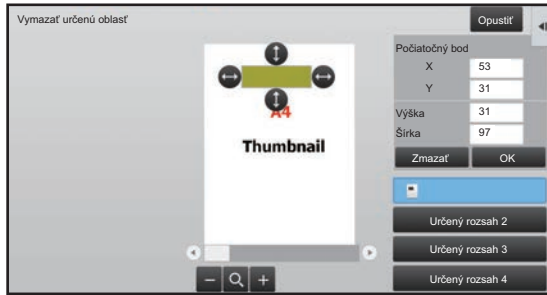 Vymazať určenú oblasť
Opustiť
A4
Thumbnail
Počiatočný bod
X 53
Y 31
Výška 31
Šírka 97
Zmazať OK
Určený rozsah 2
Určený rozsah 3
Určený rozsah 4